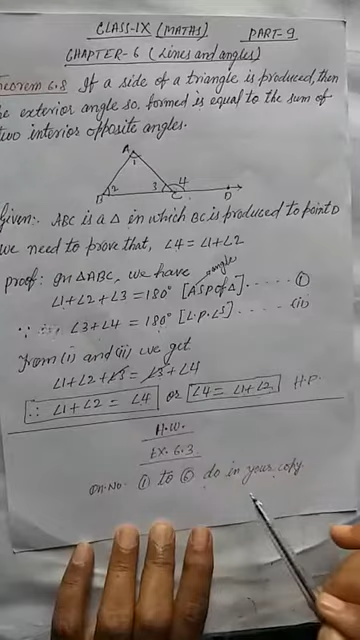 CLASS-IX (MATHS) PART-9
CHAPTER-6 (Lines and angles)
Theorem 6.8 If a side of a triangle is produced, then
the exterior angle so formed is equal to the sum of
two interior opposite angles.
A
1
2 3 4
B C D
Given:- ABC is a Δ in which BC is produced to point D
we need to prove that, ∠4 = ∠1+∠2
proof: In ΔABC, we have
angle
∠1+∠2+∠3 = 180° [ASP of Δ] ..... (i)
∠3+∠4 = 180° [L.P.∠s] ..... (ii)
From (i) and (ii) we get
∠1+∠2+∠3 = ∠3+∠4
∴ ∠1+∠2 = ∠4 or ∠4 = ∠1+∠2 H.P.
H.W.
EX. 6.3
Qn. No. ① to ⑥ do in your copy.